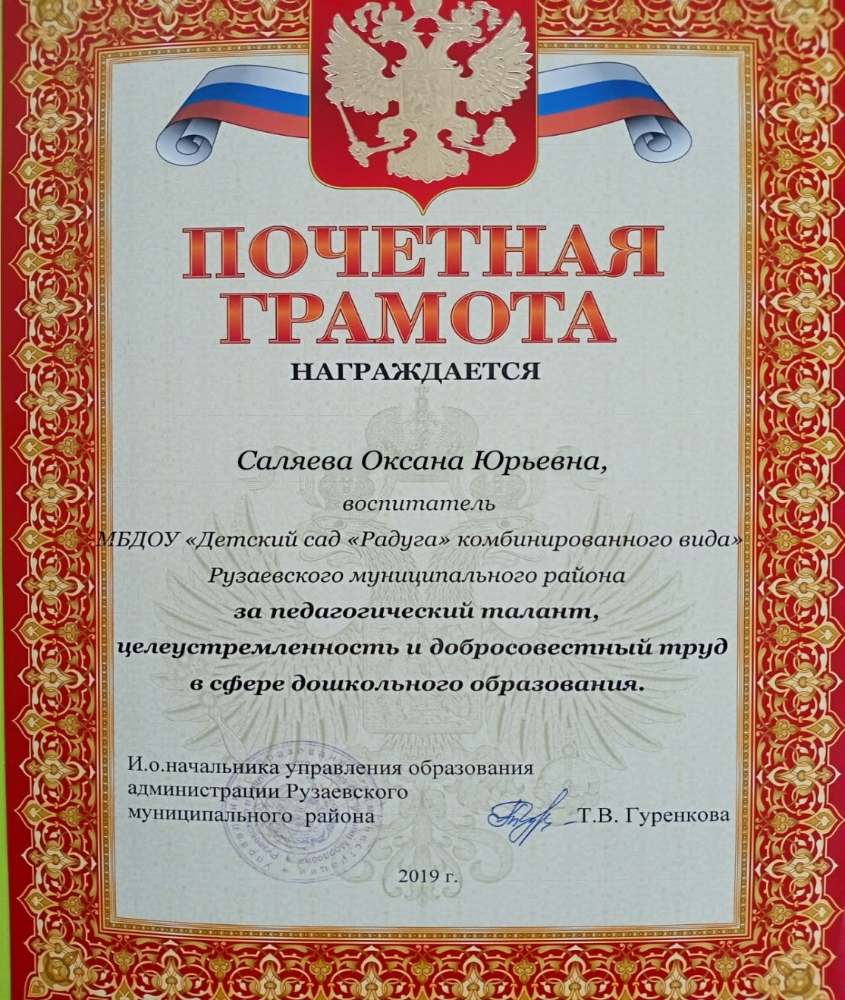 ПОЧЕТНАЯ
ГРАМОТА
НАГРАЖДАЕТСЯ
Саляева Оксана Юрьевна,
воспитатель
МБДОУ «Детский сад «Радуга» комбинированного вида»
Рузаевского муниципального района
за педагогический талант,
целеустремленность и добросовестный труд
в сфере дошкольного образования.
И.о.начальника управления образования
администрации Рузаевского
муниципального района
Т.В. Гуренкова
2019 г.